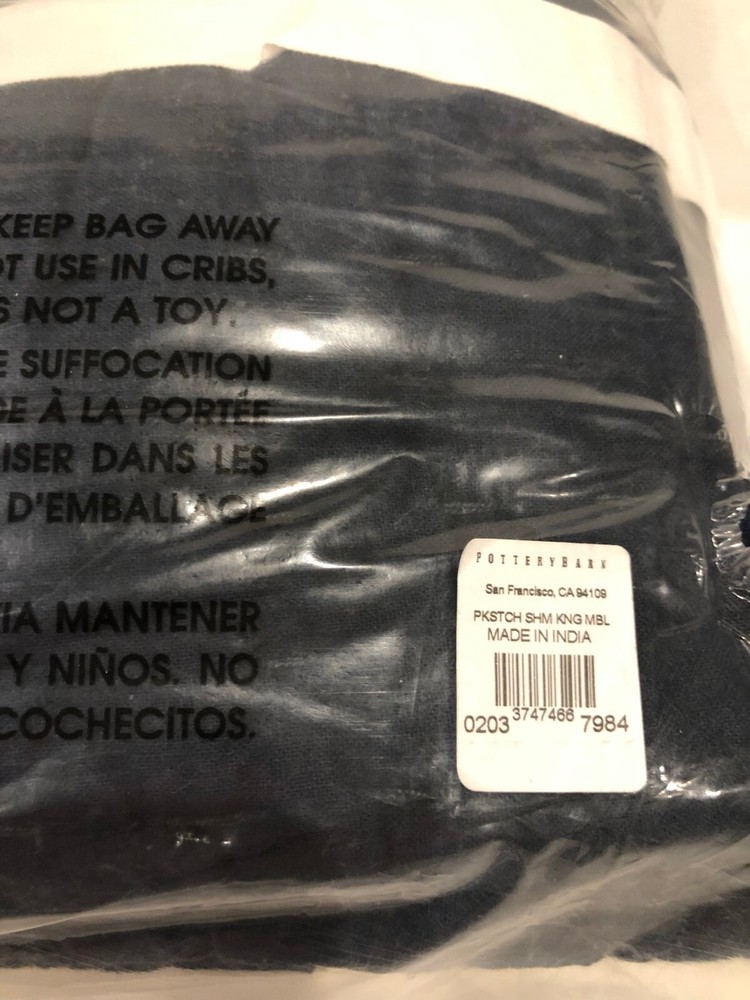 KEEP BAG AWAY
OT USE IN CRIBS,
S NOT A TOY.
E SUFFOCATION
GE À LA PORTÉE
ISER DANS LES
D'EMBALLAGE
IA MANTENER
Y NIÑOS. NO
COCHECITOS.
POTTERYBARN
San Francisco, CA 94109
PKSTCH SHM KNG MBL
MADE IN INDIA
0203 3747466 7984